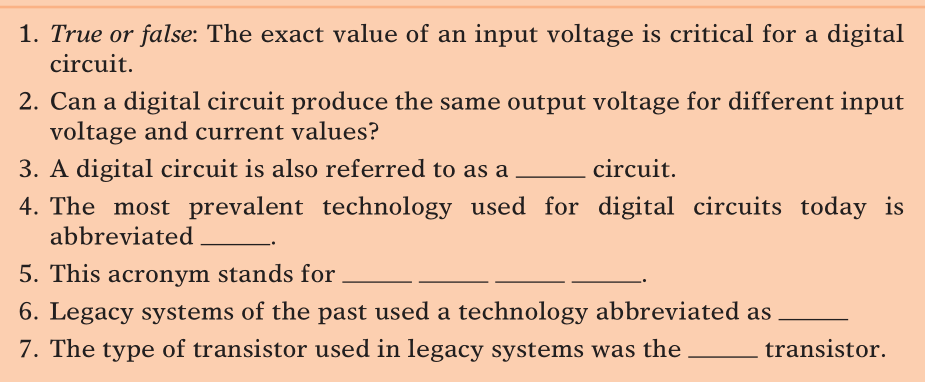 1. True or false: The exact value of an input voltage is critical for a digital
circuit.
2. Can a digital circuit produce the same output voltage for different input
voltage and current values?
3. A digital circuit is also referred to as a _____ circuit.
4. The most prevalent technology used for digital circuits today is
abbreviated _____.
5. This acronym stands for _____ _____ _____ _____.
6. Legacy systems of the past used a technology abbreviated as _____
7. The type of transistor used in legacy systems was the _____ transistor.